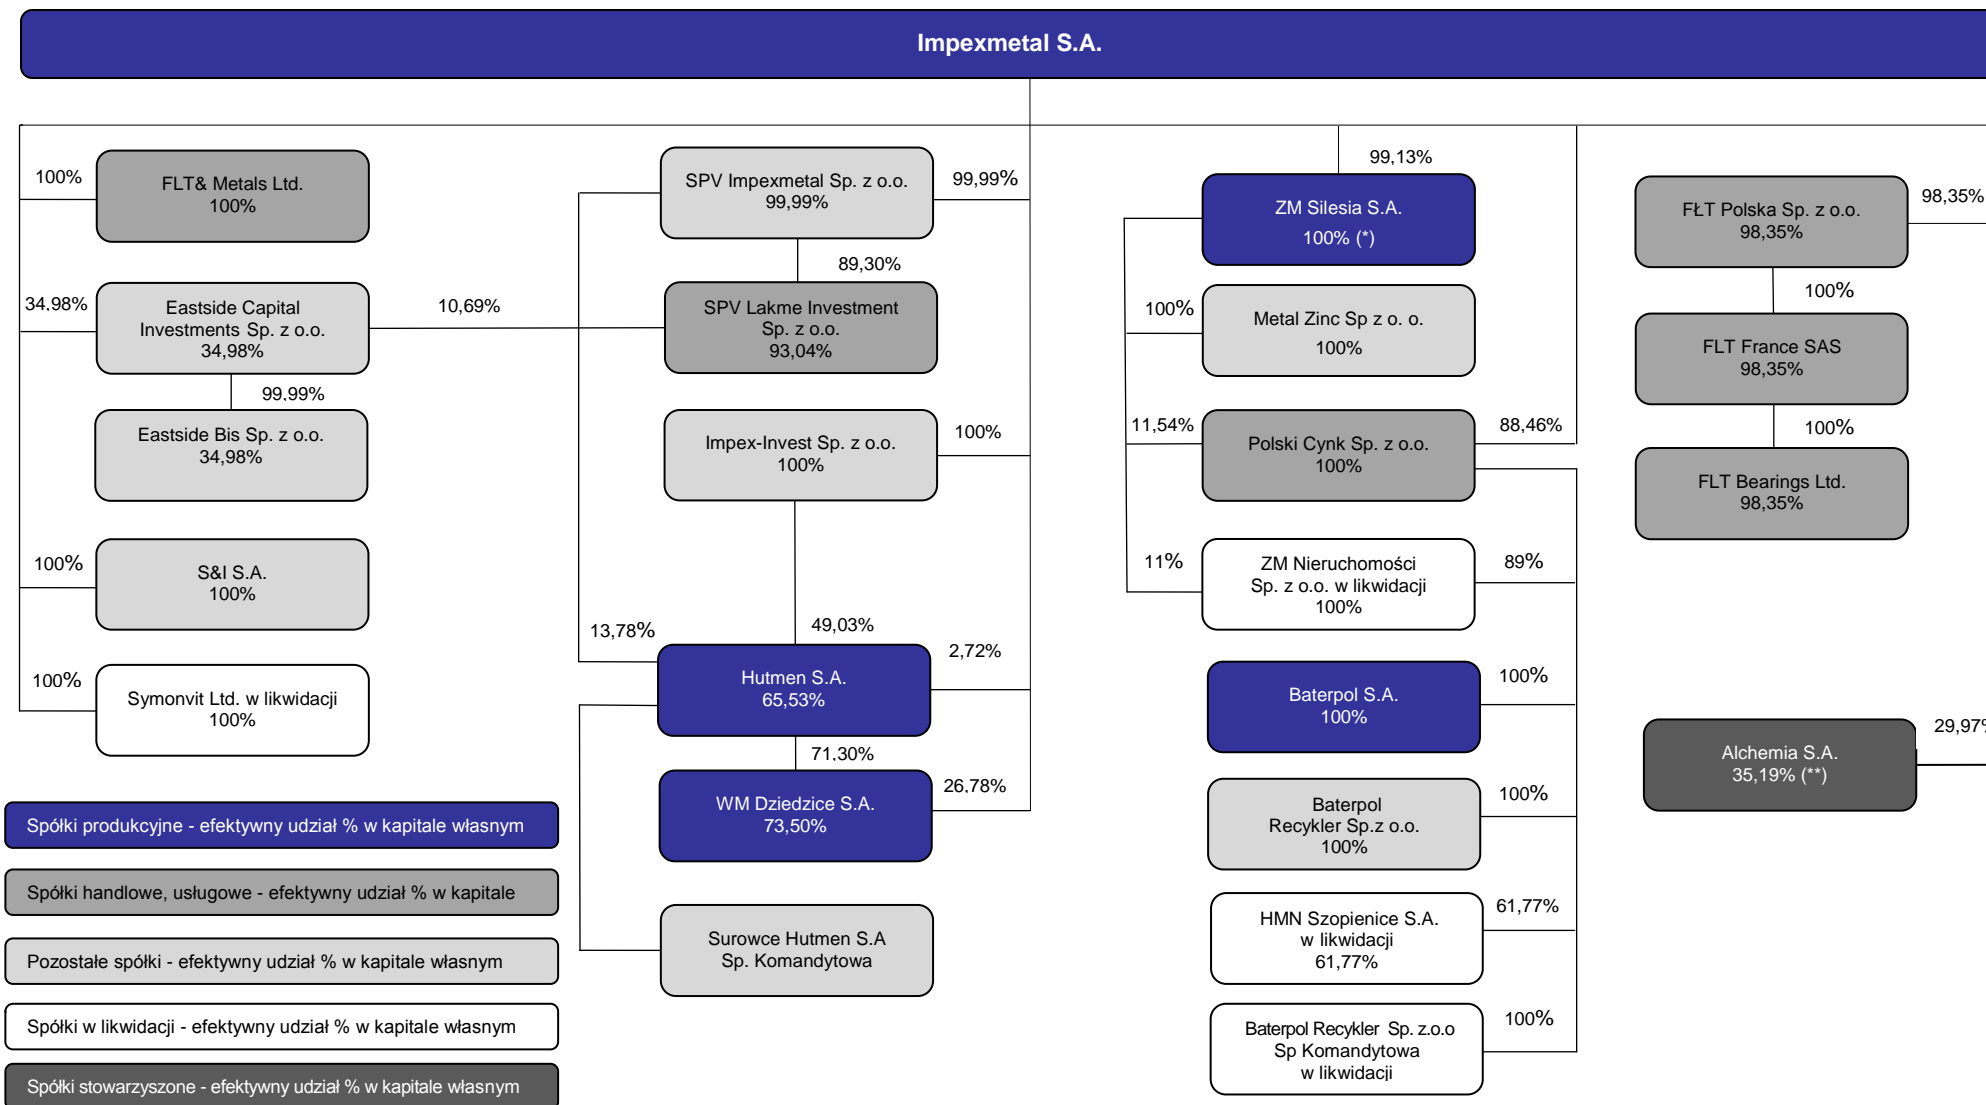 Impexmetal S.A.
100%
FLT& Metals Ltd.
100%
34,98%
Eastside Capital
Investments Sp. z o.o.
34,98%
10,69%
99,99%
Eastside Bis Sp. z o.o.
34,98%
100%
S&I S.A.
100%
100%
Symonvit Ltd. w likwidacji
100%
SPV Impexmetal Sp. z o.o.
99,99%
99,99%
89,30%
SPV Lakme Investment
Sp. z o.o.
93,04%
Impex-Invest Sp. z o.o.
100%
100%
49,03%
13,78%
2,72%
Hutmen S.A.
65,53%
71,30%
26,78%
WM Dziedzice S.A.
73,50%
Surowce Hutmen S.A
Sp. Komandytowa
99,13%
ZM Silesia S.A.
100% (*)
100%
Metal Zinc Sp z o. o.
100%
11,54%
Polski Cynk Sp. z o.o.
100%
88,46%
11%
ZM Nieruchomości
Sp. z o.o. w likwidacji
100%
89%
Baterpol S.A.
100%
100%
Baterpol
Recykler Sp.z o.o.
100%
100%
HMN Szopienice S.A.
w likwidacji
61,77%
61,77%
Baterpol Recykler Sp. z.o.o
Sp Komandytowa
w likwidacji
100%
FŁT Polska Sp. z o.o.
98,35%
98,35%
100%
FLT France SAS
98,35%
100%
FLT Bearings Ltd.
98,35%
Alchemia S.A.
35,19% (**)
29,97%
Spółki produkcyjne - efektywny udział % w kapitale własnym
Spółki handlowe, usługowe - efektywny udział % w kapitale
Pozostałe spółki - efektywny udział % w kapitale własnym
Spółki w likwidacji - efektywny udział % w kapitale własnym
Spółki stowarzyszone - efektywny udział % w kapitale własnym